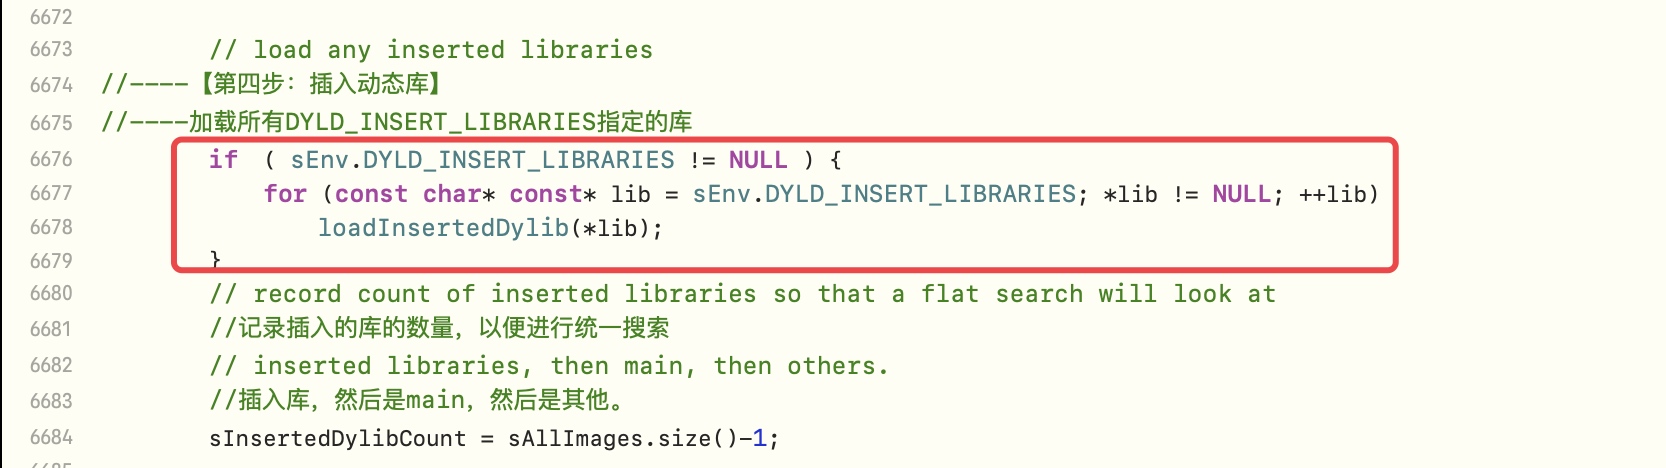 6672
6673 // load any inserted libraries
6674 //----【第四步：插入动态库】
6675 //----加载所有DYLD_INSERT_LIBRARIES指定的库
6676 if ( sEnv.DYLD_INSERT_LIBRARIES != NULL ) {
6677 for (const char* const* lib = sEnv.DYLD_INSERT_LIBRARIES; *lib != NULL; ++lib)
6678 loadInsertedDylib(*lib);
6679 }
6680 // record count of inserted libraries so that a flat search will look at
6681 //记录插入的库的数量，以便进行统一搜索
6682 // inserted libraries, then main, then others.
6683 //插入库，然后是main，然后是其他。
6684 sInsertedDylibCount = sAllImages.size()-1;